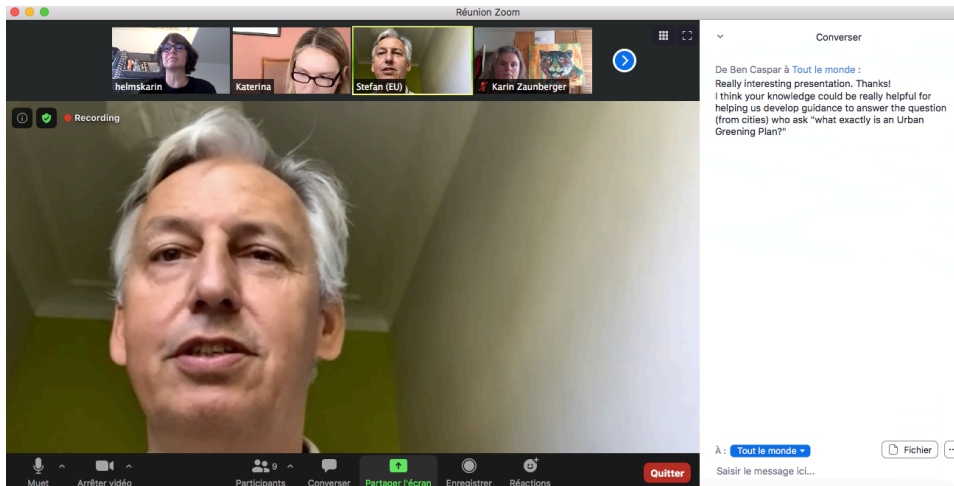 Réunion Zoom
helmskarin
Katerina
Stefan (EU)
Karin Zaunberger
Recording
Converser
De Ben Caspar à Tout le monde :
Really interesting presentation. Thanks!
I think your knowledge could be really helpful for
helping us develop guidance to answer the question
(from cities) who ask "what exactly is an Urban
Greening Plan?"
À : Tout le monde
Fichier
Saisir le message ici...
Muet
Arrêter vidéo
9
Participants
Converser
Partager l'écran
Enregistrer
Réactions
Quitter